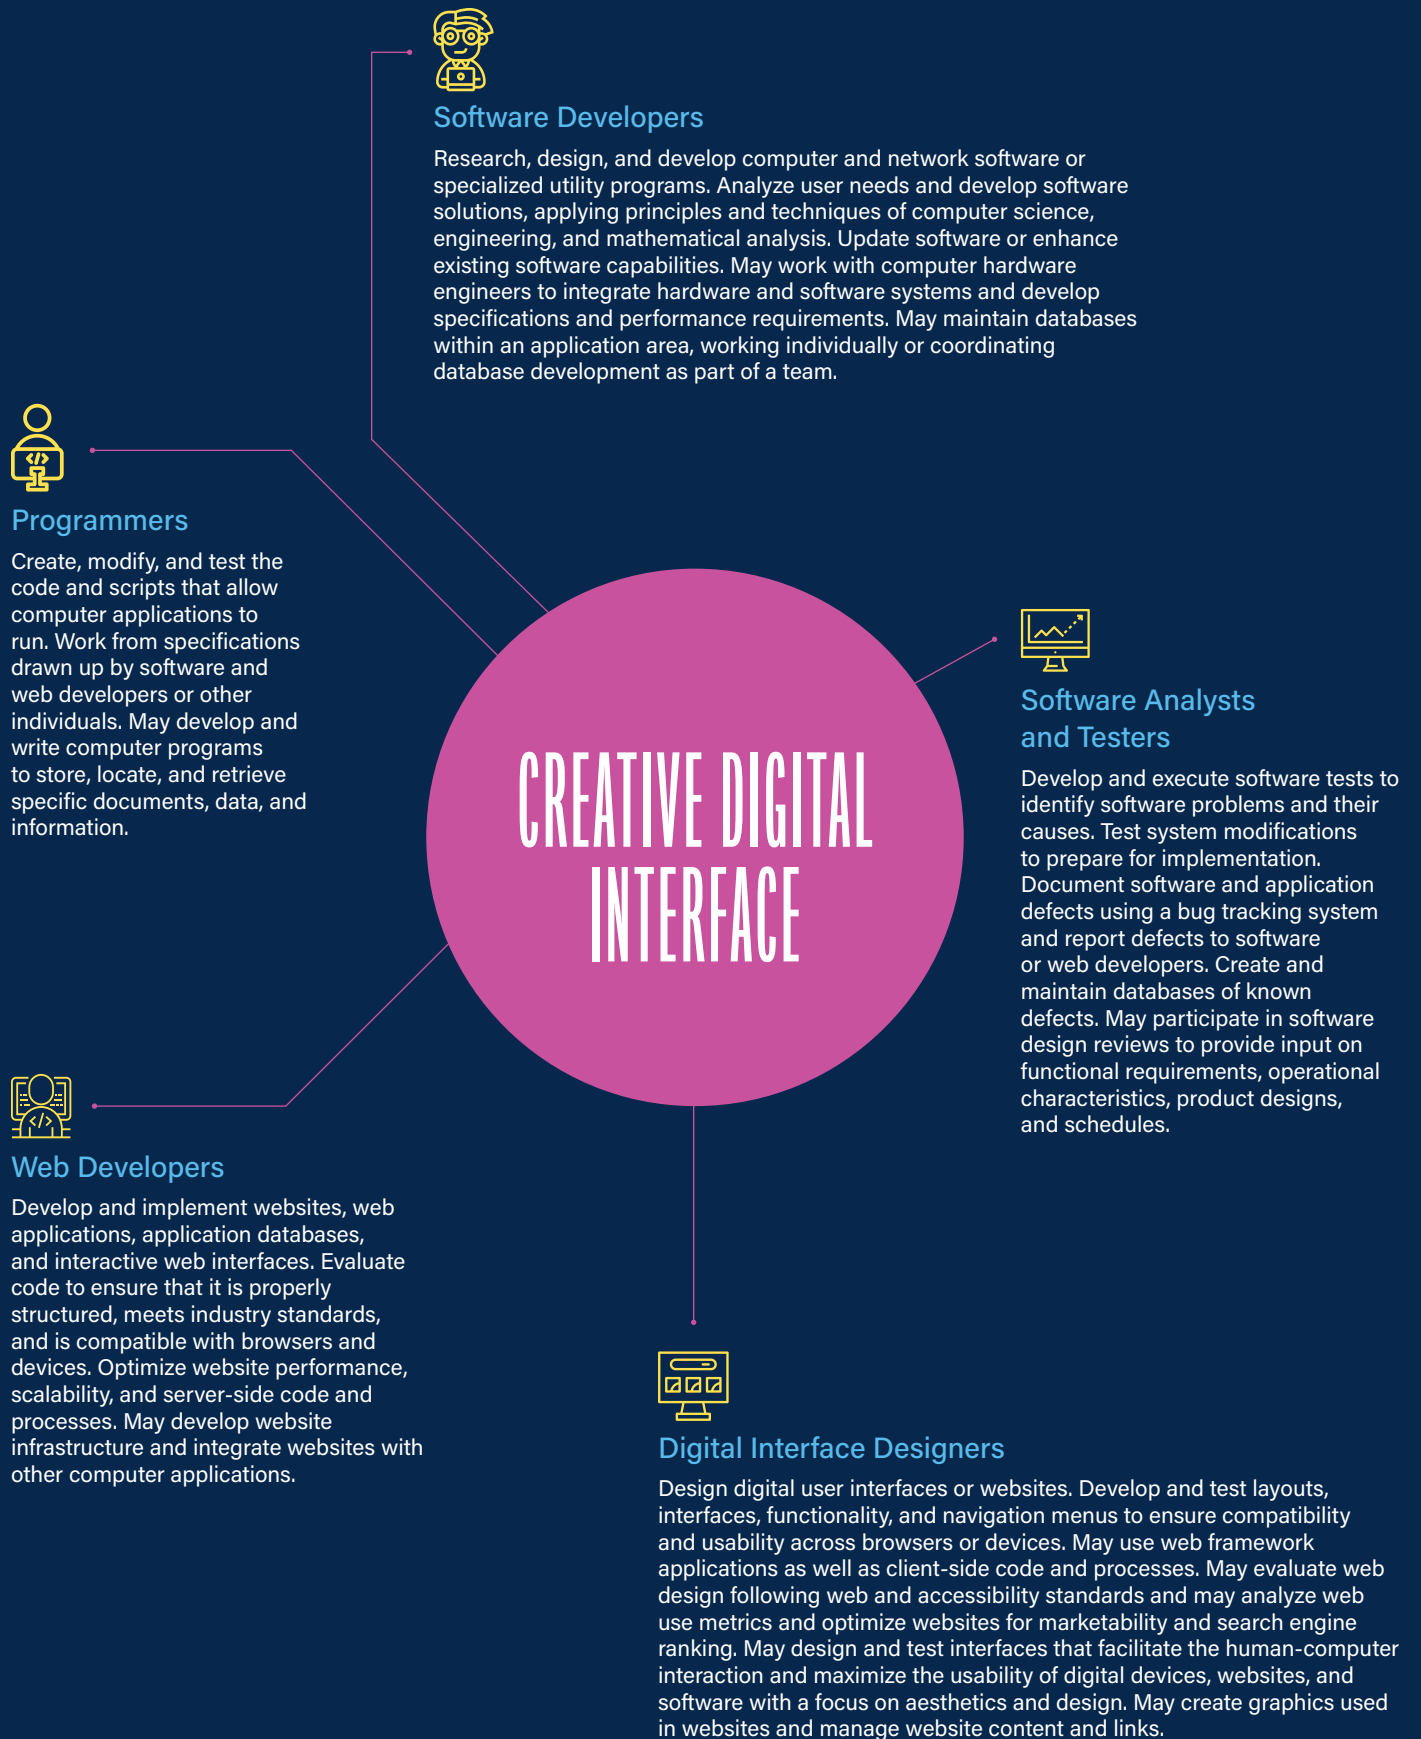 Software Developers
Research, design, and develop computer and network software or
specialized utility programs. Analyze user needs and develop software
solutions, applying principles and techniques of computer science,
engineering, and mathematical analysis. Update software or enhance
existing software capabilities. May work with computer hardware
engineers to integrate hardware and software systems and develop
specifications and performance requirements. May maintain databases
within an application area, working individually or coordinating
database development as part of a team.
Programmers
Create, modify, and test the
code and scripts that allow
computer applications to
run. Work from specifications
drawn up by software and
web developers or other
individuals. May develop and
write computer programs
to store, locate, and retrieve
specific documents, data, and
information.
CREATIVE DIGITAL
INTERFACE
Software Analysts
and Testers
Develop and execute software tests to
identify software problems and their
causes. Test system modifications
to prepare for implementation.
Document software and application
defects using a bug tracking system
and report defects to software
or web developers. Create and
maintain databases of known
defects. May participate in software
design reviews to provide input on
functional requirements, operational
characteristics, product designs,
and schedules.
Web Developers
Develop and implement websites, web
applications, application databases,
and interactive web interfaces. Evaluate
code to ensure that it is properly
structured, meets industry standards,
and is compatible with browsers and
devices. Optimize website performance,
scalability, and server-side code and
processes. May develop website
infrastructure and integrate websites with
other computer applications.
Digital Interface Designers
Design digital user interfaces or websites. Develop and test layouts,
interfaces, functionality, and navigation menus to ensure compatibility
and usability across browsers or devices. May use web framework
applications as well as client-side code and processes. May evaluate web
design following web and accessibility standards and may analyze web
use metrics and optimize websites for marketability and search engine
ranking. May design and test interfaces that facilitate the human-computer
interaction and maximize the usability of digital devices, websites, and
software with a focus on aesthetics and design. May create graphics used
in websites and manage website content and links.